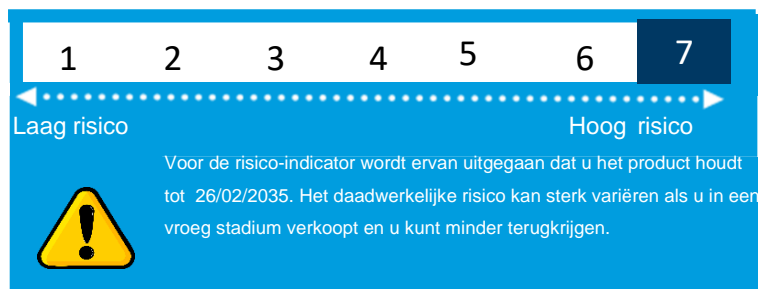 1 2 3 4 5 6 7
Laag risico Hoog risico
Voor de risico-indicator wordt ervan uitgegaan dat u het product houdt
tot 26/02/2035. Het daadwerkelijke risico kan sterk variëren als u in een
vroeg stadium verkoopt en u kunt minder terugkrijgen.